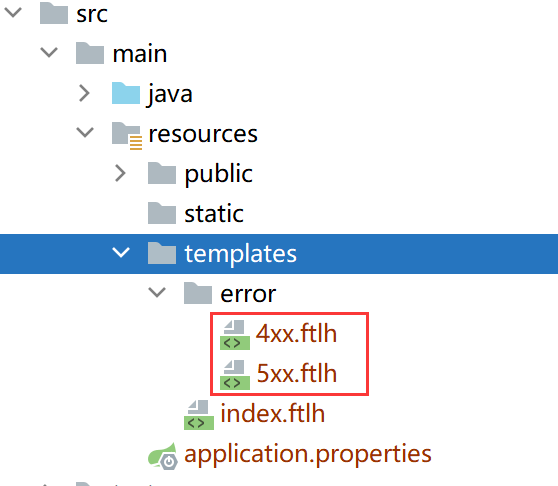 src
main
java
resources
public
static
templates
error
4xx.ftlh
5xx.ftlh
index.ftlh
application.properties